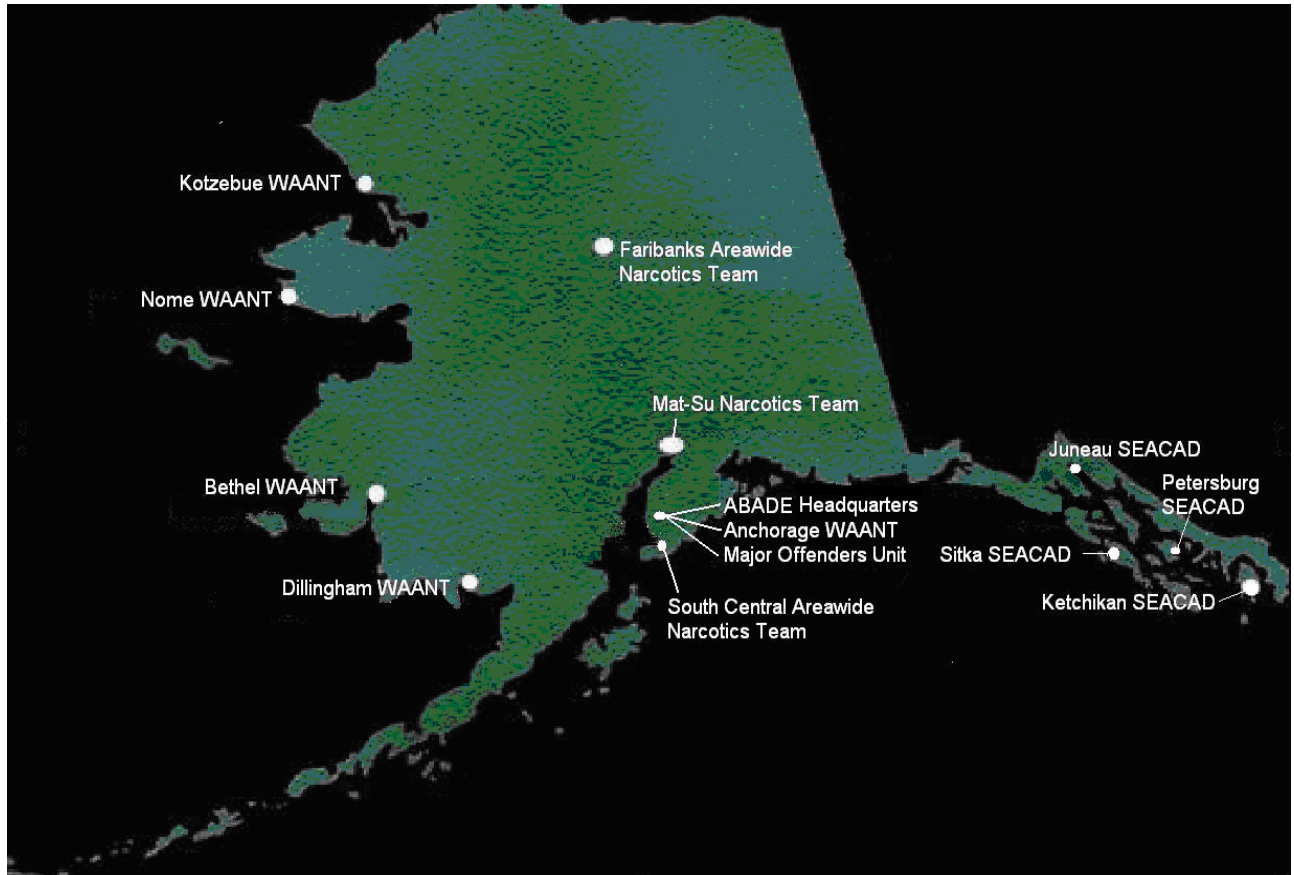 Kotzebue WAANT
Faribanks Areawide
Narcotics Team
Nome WAANT
Mat-Su Narcotics Team
Juneau SEACAD
Petersburg
SEACAD
Bethel WAANT
ABADE Headquarters
Anchorage WAANT
Major Offenders Unit
Sitka SEACAD
Dillingham WAANT
Ketchikan SEACAD
South Central Areawide
Narcotics Team